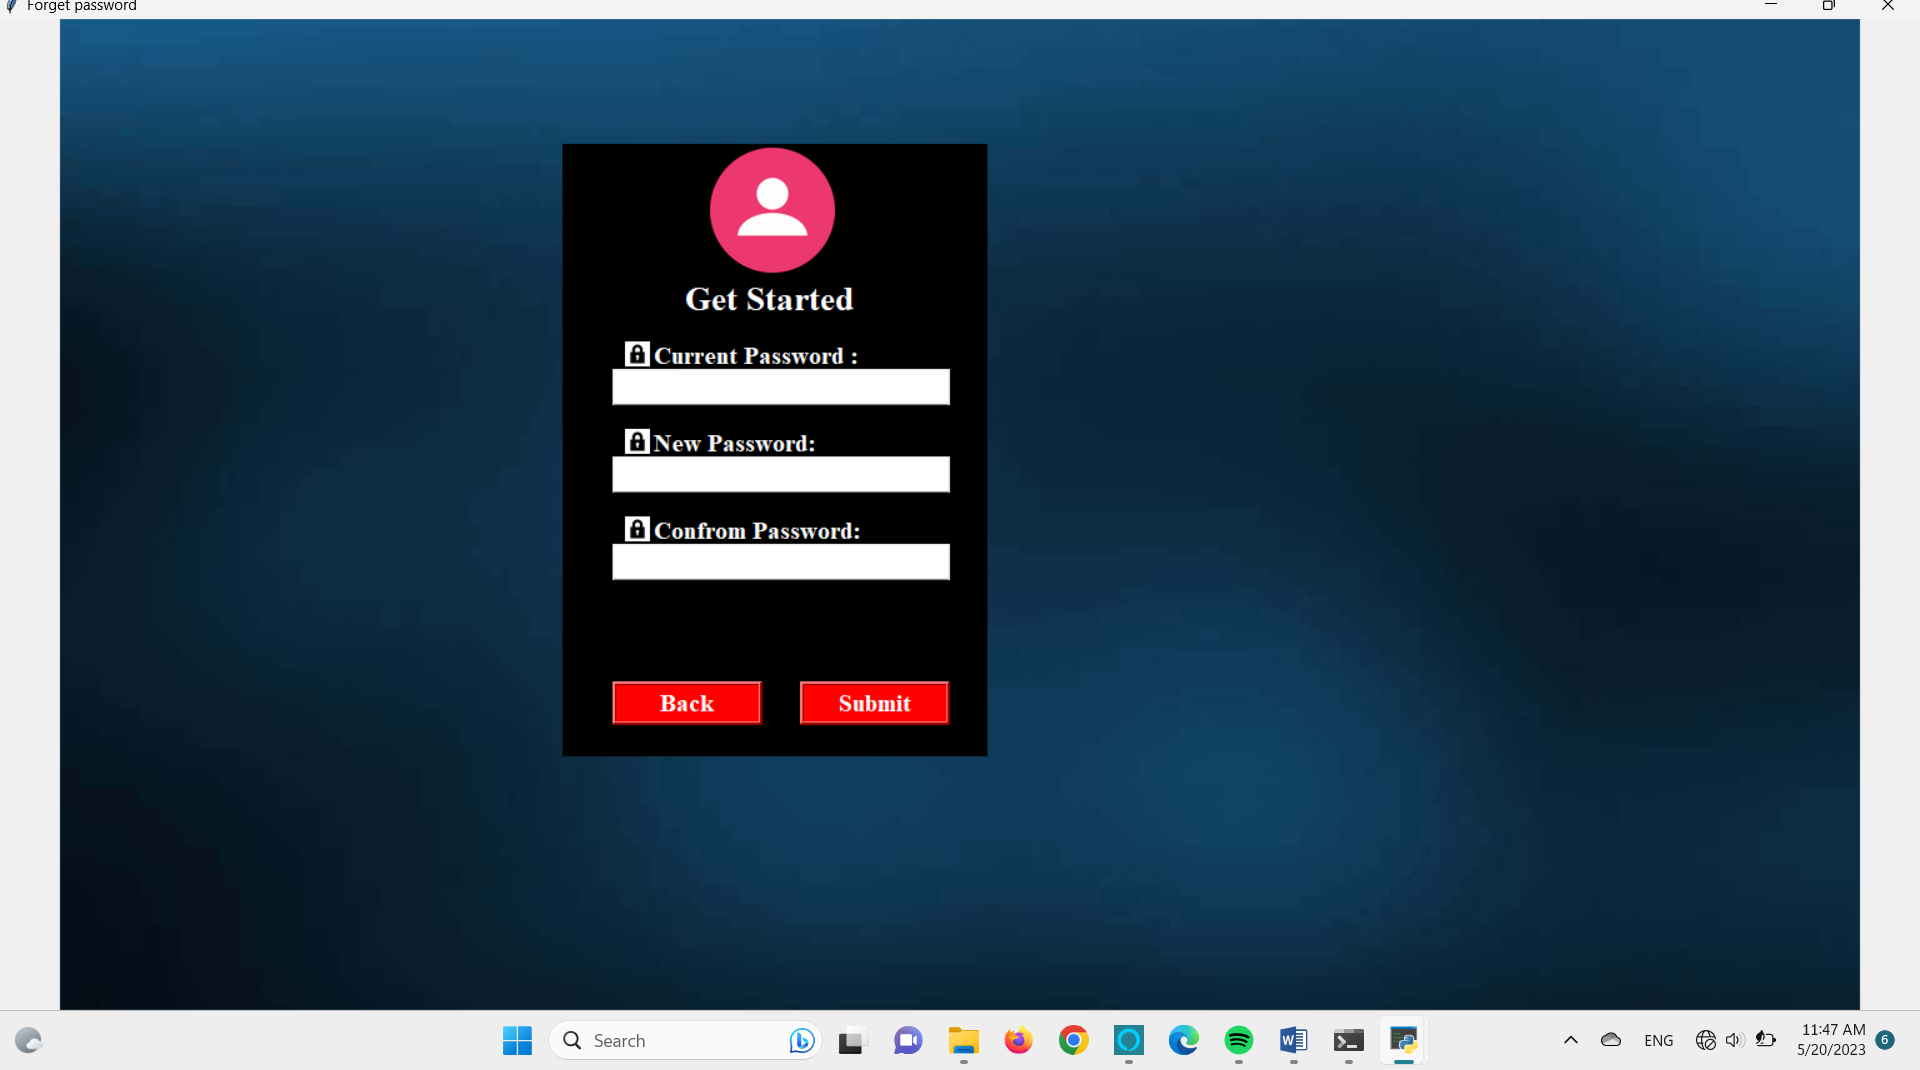 Forget password
Get Started
Current Password :
New Password:
Confrom Password:
Back
Submit
Search
ENG
11:47 AM
5/20/2023
6